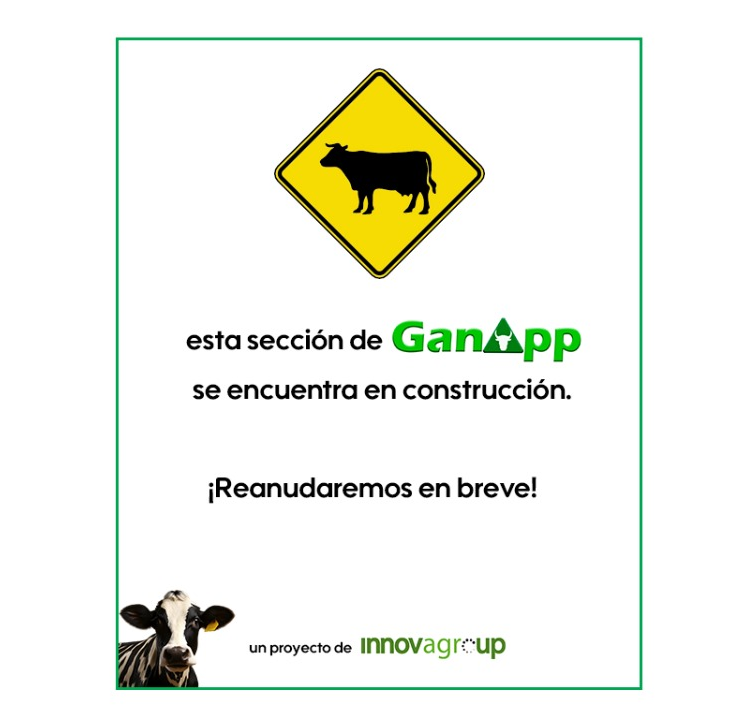 esta sección de GanApp
se encuentra en construcción.
¡Reanudaremos en breve!
un proyecto de innovagroup